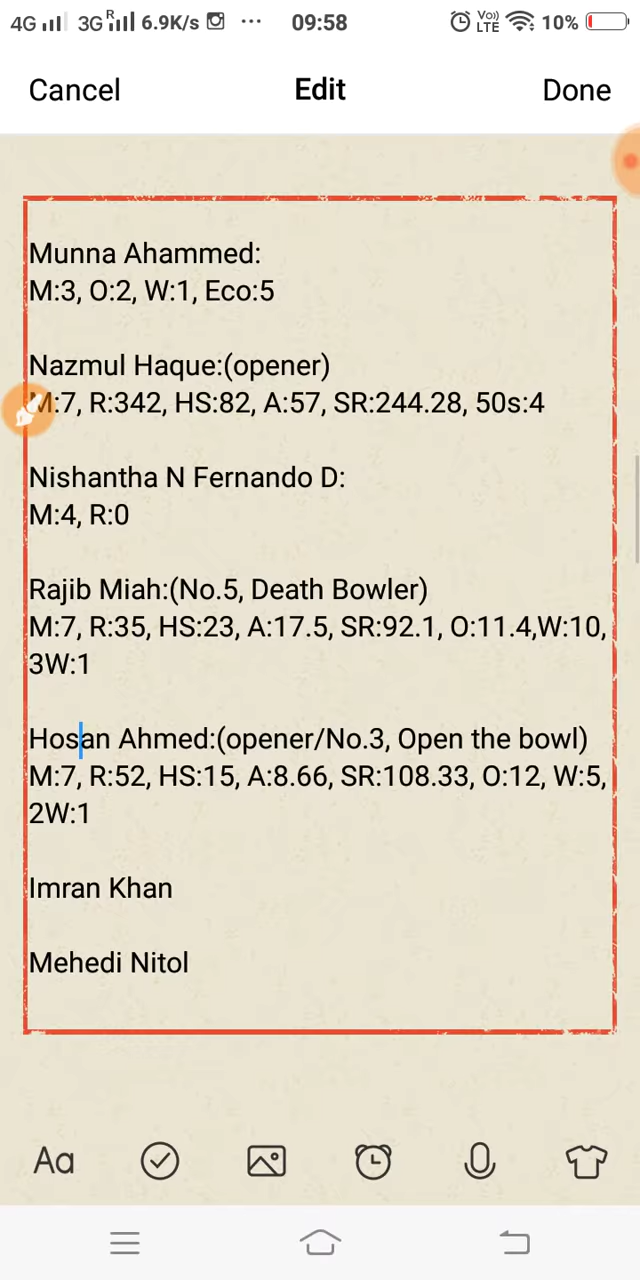 4G 3G R 6.9K/s ... 09:58 Vo)) LTE 10%
Cancel Edit Done
Munna Ahammed:
M:3, O:2, W:1, Eco:5
Nazmul Haque:(opener)
M:7, R:342, HS:82, A:57, SR:244.28, 50s:4
Nishantha N Fernando D:
M:4, R:0
Rajib Miah:(No.5, Death Bowler)
M:7, R:35, HS:23, A:17.5, SR:92.1, O:11.4,W:10,
3W:1
Hosan Ahmed:(opener/No.3, Open the bowl)
M:7, R:52, HS:15, A:8.66, SR:108.33, O:12, W:5,
2W:1
Imran Khan
Mehedi Nitol
Aa